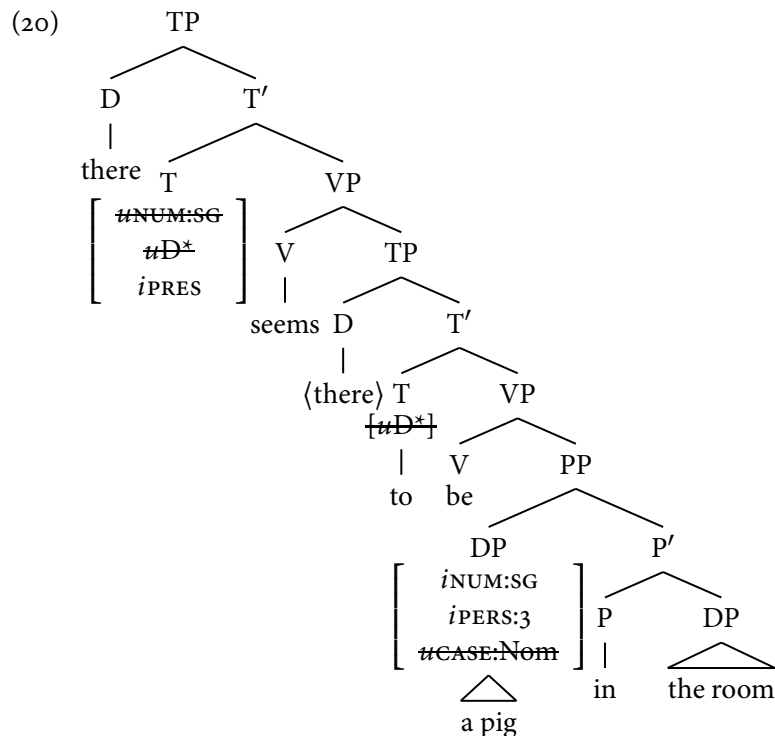 (20) TP
D T′
there T VP
uNUM:SG
uD* V TP
iPRES
seems D T′
⟨there⟩ T VP
[uD*]
V PP
to be
DP P′
iNUM:SG
iPERS:3 P DP
uCASE:Nom
in the room
a pig